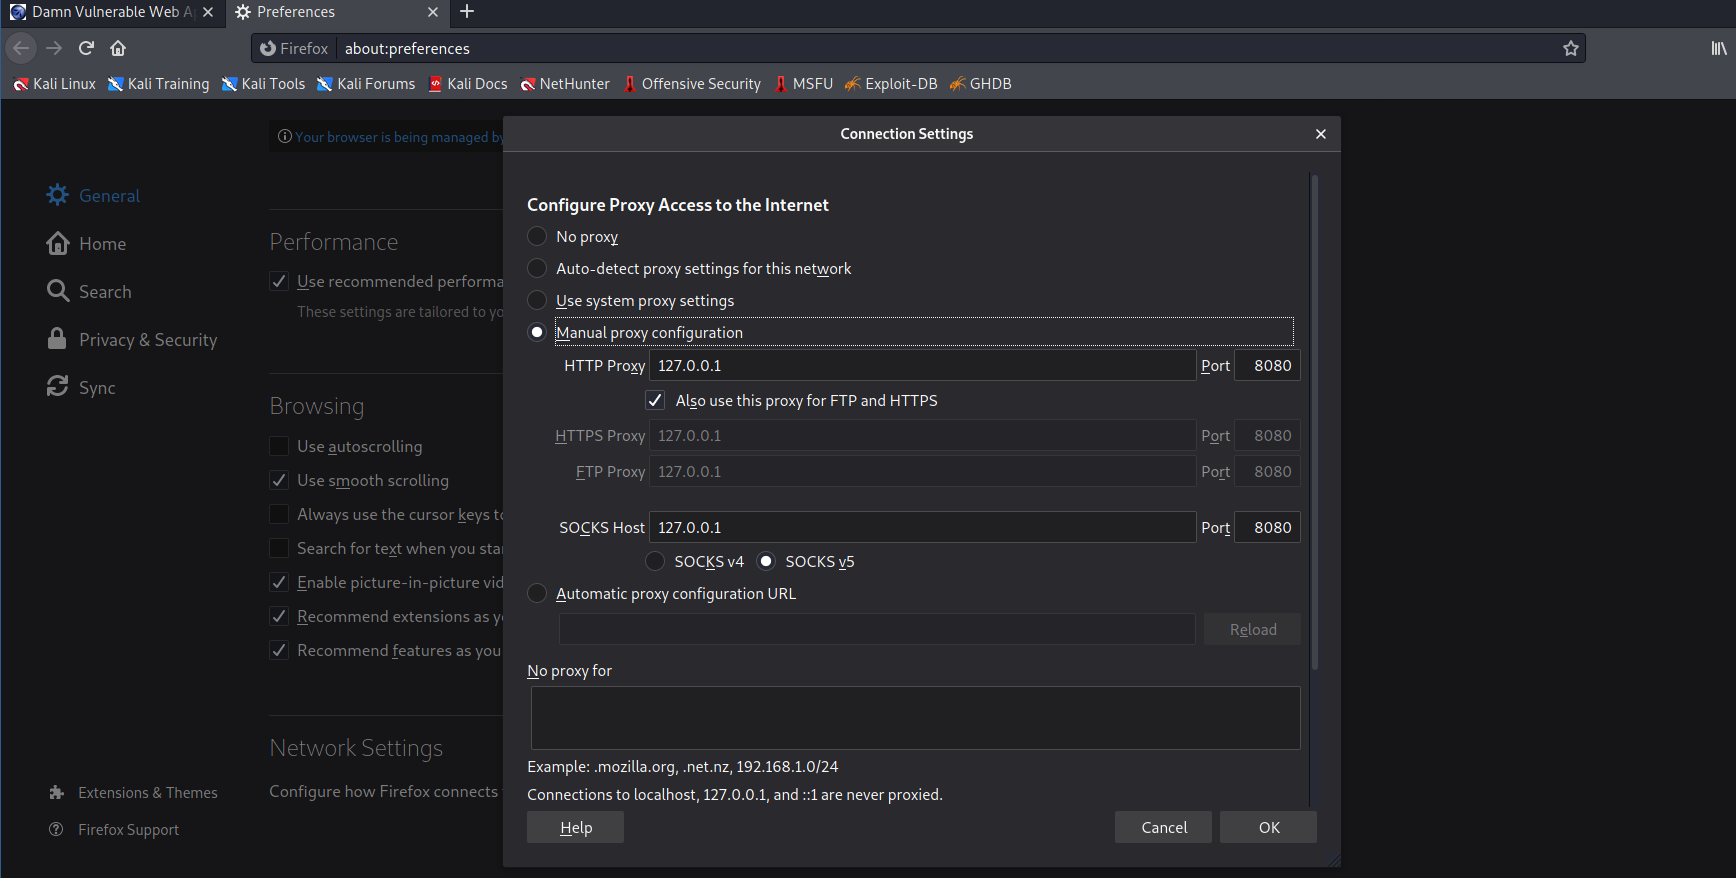 Damn Vulnerable Web A
Preferences
Firefox about:preferences
Kali Linux Kali Training Kali Tools Kali Forums Kali Docs NetHunter Offensive Security MSFU Exploit-DB GHDB
Your browser is being managed by
General
Home
Search
Privacy & Security
Sync
Extensions & Themes
Firefox Support
Performance
Use recommended performa
These settings are tailored to yo
Browsing
Use autoscrolling
Use smooth scrolling
Always use the cursor keys to
Search for text when you star
Enable picture-in-picture vid
Recommend extensions as y
Recommend features as you
Network Settings
Configure how Firefox connects
Connection Settings
Configure Proxy Access to the Internet
No proxy
Auto-detect proxy settings for this network
Use system proxy settings
Manual proxy configuration
HTTP Proxy 127.0.0.1 Port 8080
Also use this proxy for FTP and HTTPS
HTTPS Proxy 127.0.0.1 Port 8080
FTP Proxy 127.0.0.1 Port 8080
SOCKS Host 127.0.0.1 Port 8080
SOCKS v4 SOCKS v5
Automatic proxy configuration URL
Reload
No proxy for
Example: .mozilla.org, .net.nz, 192.168.1.0/24
Connections to localhost, 127.0.0.1, and ::1 are never proxied.
Help Cancel OK